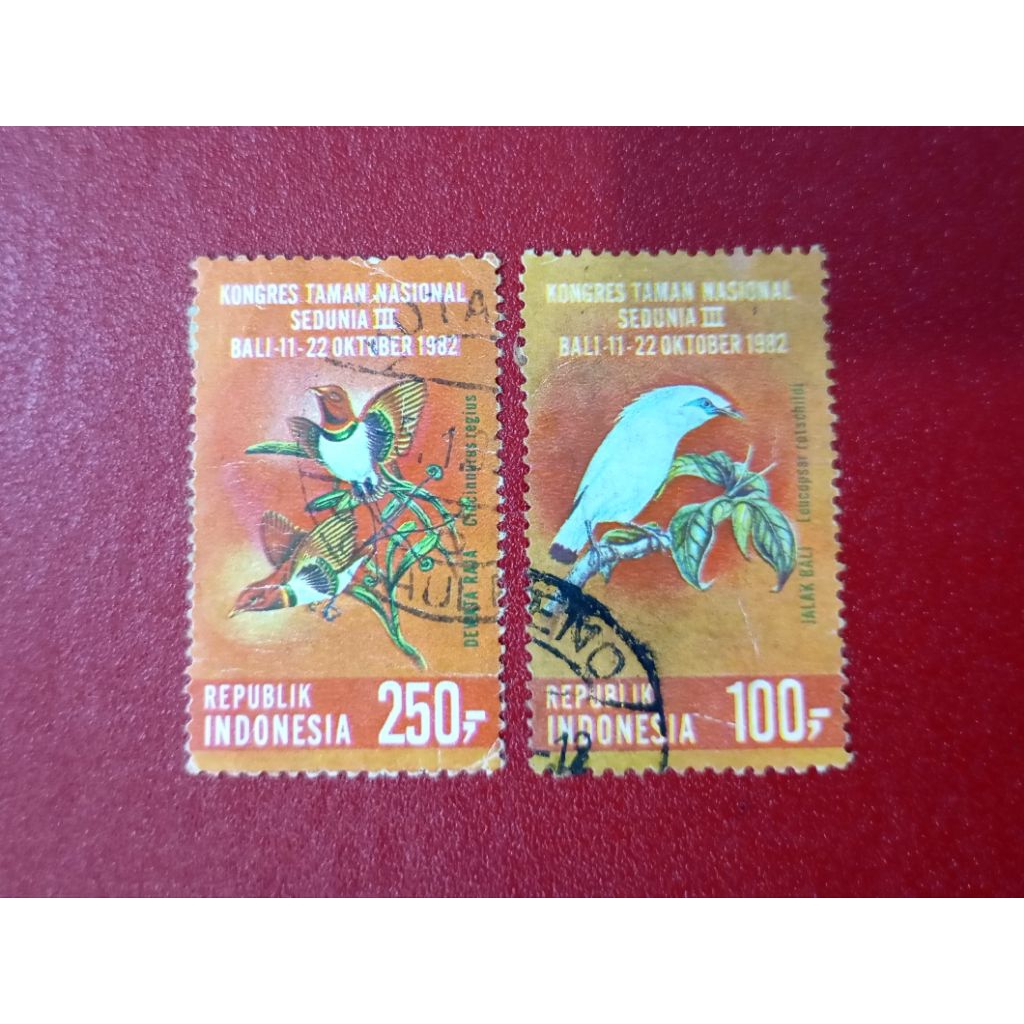 KONGRES TAMAN NASIONAL
SEDUNIA III
BALI-11-22 OKTOBER 1982
DEWATA RAJA Cicinnurus regius
REPUBLIK
INDONESIA 250,-
KONGRES TAMAN NASIONAL
SEDUNIA III
BALI-11-22 OKTOBER 1982
JALAK BALI Leucopsar rotschildi
REPUBLIK
INDONESIA 100,-
-12